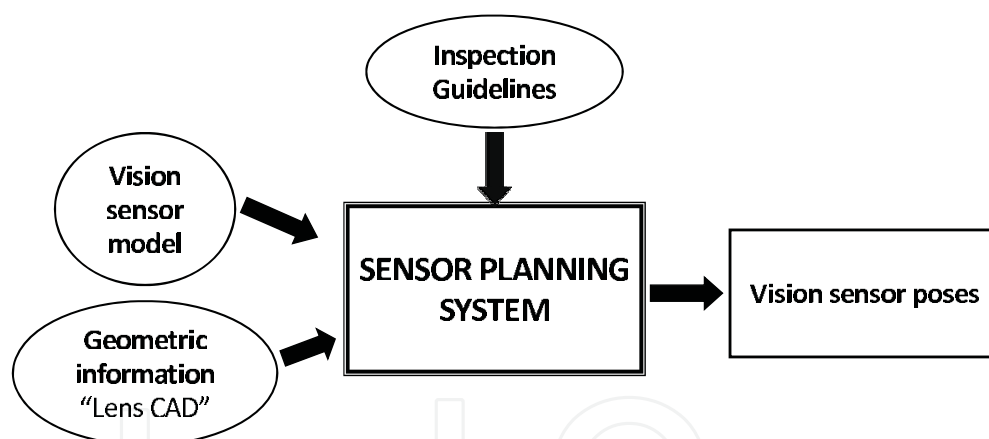 Inspection
Guidelines
Vision
sensor
model
SENSOR PLANNING
SYSTEM
Vision sensor poses
Geometric
information
“Lens CAD”